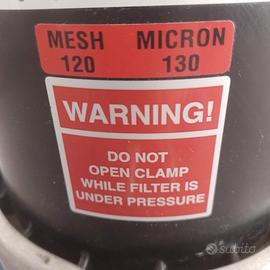 MESH MICRON
120 130
WARNING!
DO NOT
OPEN CLAMP
WHILE FILTER IS
UNDER PRESSURE
subito